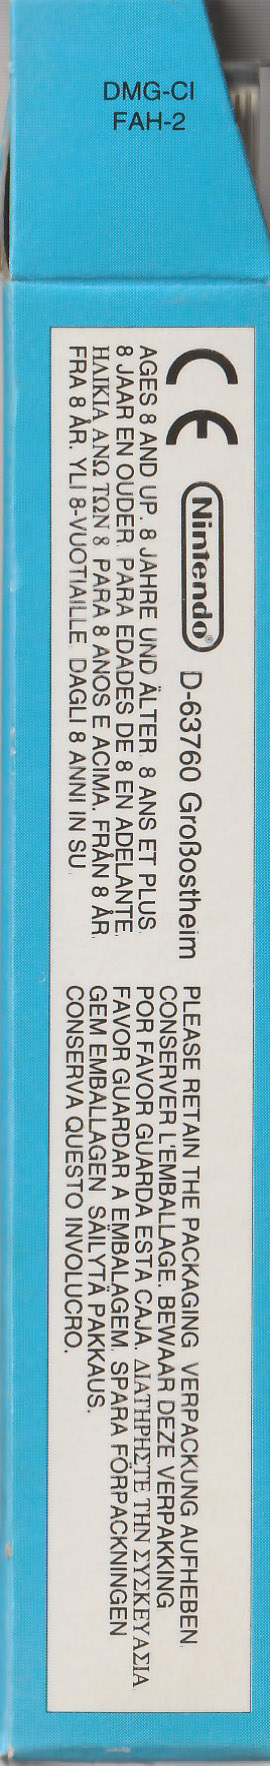 DMG-CI
FAH-2
CE Nintendo® D-63760 Großostheim
AGES 8 AND UP. 8 JAHRE UND ÄLTER. 8 ANS ET PLUS.
8 JAAR EN OUDER. PARA EDADES DE 8 EN ADELANTE.
ΗΛΙΚΙΑ ΑΝΩ ΤΩΝ 8. PARA 8 ANOS E ACIMA. FRÅN 8 ÅR.
FRA 8 ÅR. YLI 8-VUOTIAILLE. DAGLI 8 ANNI IN SU.
PLEASE RETAIN THE PACKAGING. VERPACKUNG AUFHEBEN.
CONSERVER L'EMBALLAGE. BEWAAR DEZE VERPAKKING.
POR FAVOR GUARDA ESTA CAJA. ΔΙΑΤΗΡΗΣΤΕ ΤΗΝ ΣΥΣΚΕΥΑΣΙΑ.
FAVOR GUARDAR A EMBALAGEM. SPARA FÖRPACKNINGEN.
GEM EMBALLAGEN. SÄILYTÄ PAKKAUS.
CONSERVA QUESTO INVOLUCRO.